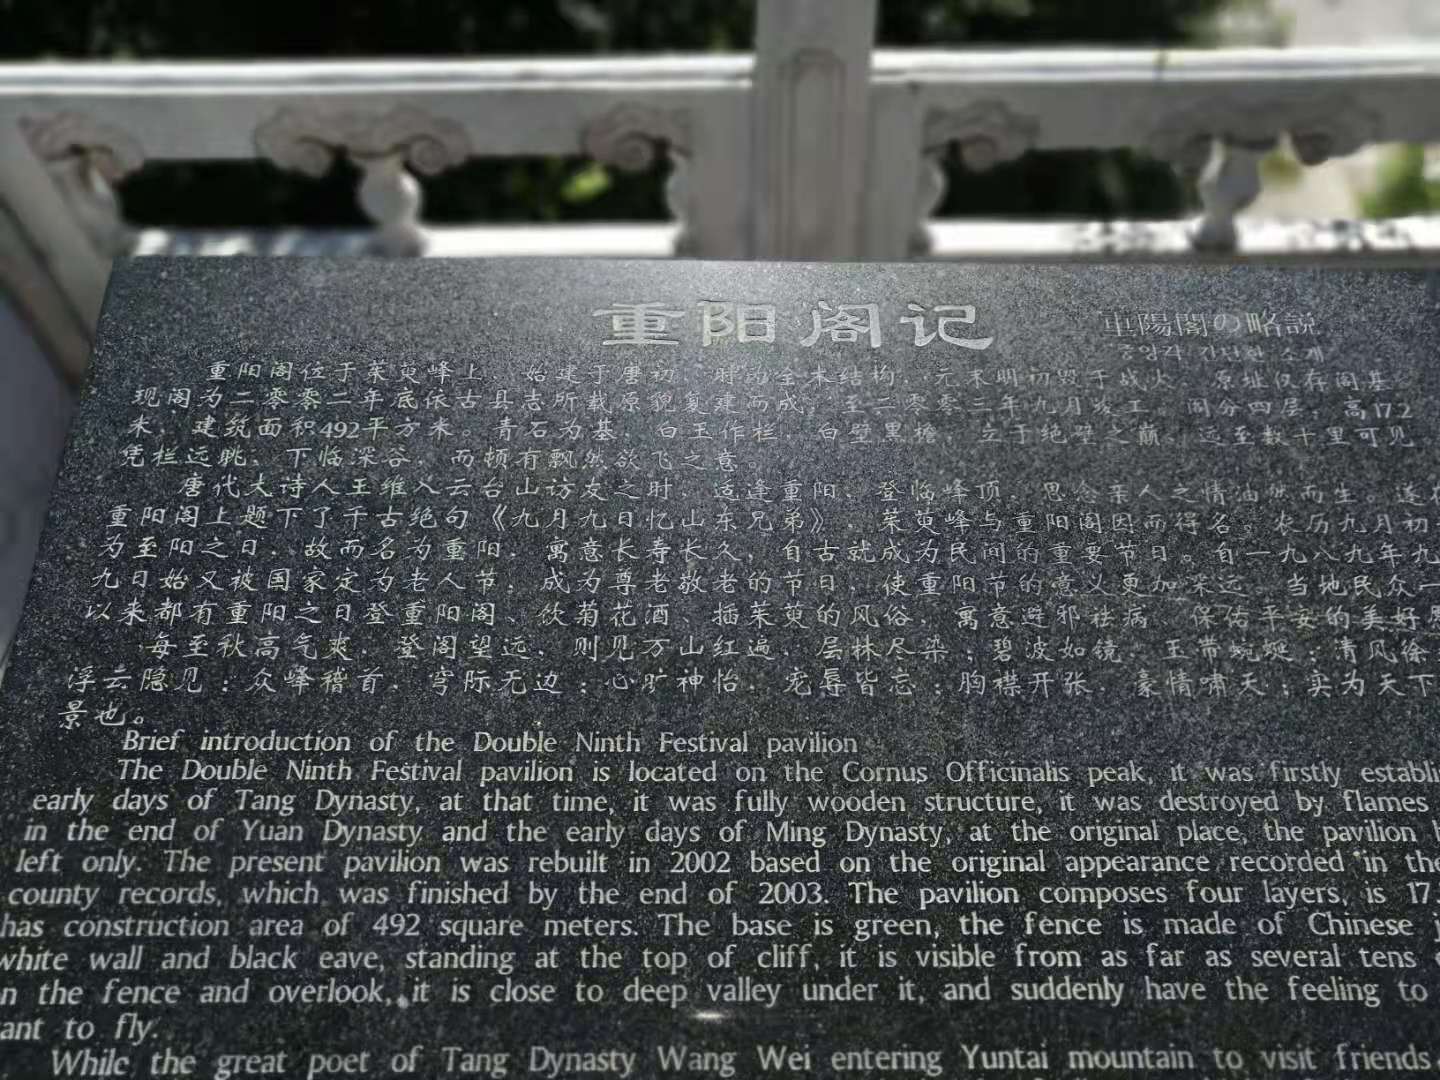 重阳阁记
重陽閣の略説
중양각 간단한 소개
重阳阁位于茱萸峰上，始建于唐初，时为全木结构，元末明初毁于战火，原址仅存阁基。
现阁为二零零二年底依古县志所载原貌复建而成，至二零零三年九月竣工。阁分四层，高17.2
米，建筑面积492平方米。青石为基，白玉作栏，白壁黑檐，立于绝壁之巅，远至数十里可见
凭栏远眺，下临深谷，而顿有飘然欲飞之意。
唐代大诗人王维入云台山访友之时，适逢重阳，登临峰顶，思念亲人之情油然而生。遂在
重阳阁上题下了千古绝句《九月九日忆山东兄弟》，茱萸峰与重阳阁因而得名。农历九月初
为至阳之日，故而名为重阳，寓意长寿长久，自古就成为民间的重要节日。自一九八九年九
九日始又被国家定为老人节，成为尊老敬老的节日，使重阳节的意义更加深远。当地民众一
以来都有重阳之日登重阳阁、饮菊花酒、插茱萸的风俗，寓意避邪祛病，保佑平安的美好愿
每至秋高气爽，登阁望远，则见万山红遍，层林尽染；碧波如镜，玉带蜿蜒；清风徐
浮云隐见；众峰稽首，穹际无边；心旷神怡，宠辱皆忘；胸襟开张，豪情啸天；实为天下
景也。
Brief introduction of the Double Ninth Festival pavilion
The Double Ninth Festival pavilion is located on the Cornus Officinalis peak, it was firstly establi
early days of Tang Dynasty, at that time, it was fully wooden structure, it was destroyed by flames
in the end of Yuan Dynasty and the early days of Ming Dynasty, at the original place, the pavilion
left only. The present pavilion was rebuilt in 2002 based on the original appearance recorded in the
county records, which was finished by the end of 2003. The pavilion composes four layers, is 17.
has construction area of 492 square meters. The base is green, the fence is made of Chinese
white wall and black eave, standing at the top of cliff, it is visible from as far as several tens
n the fence and overlook, it is close to deep valley under it, and suddenly have the feeling to
ant to fly.
While the great poet of Tang Dynasty Wang Wei entering Yuntai mountain to visit friends